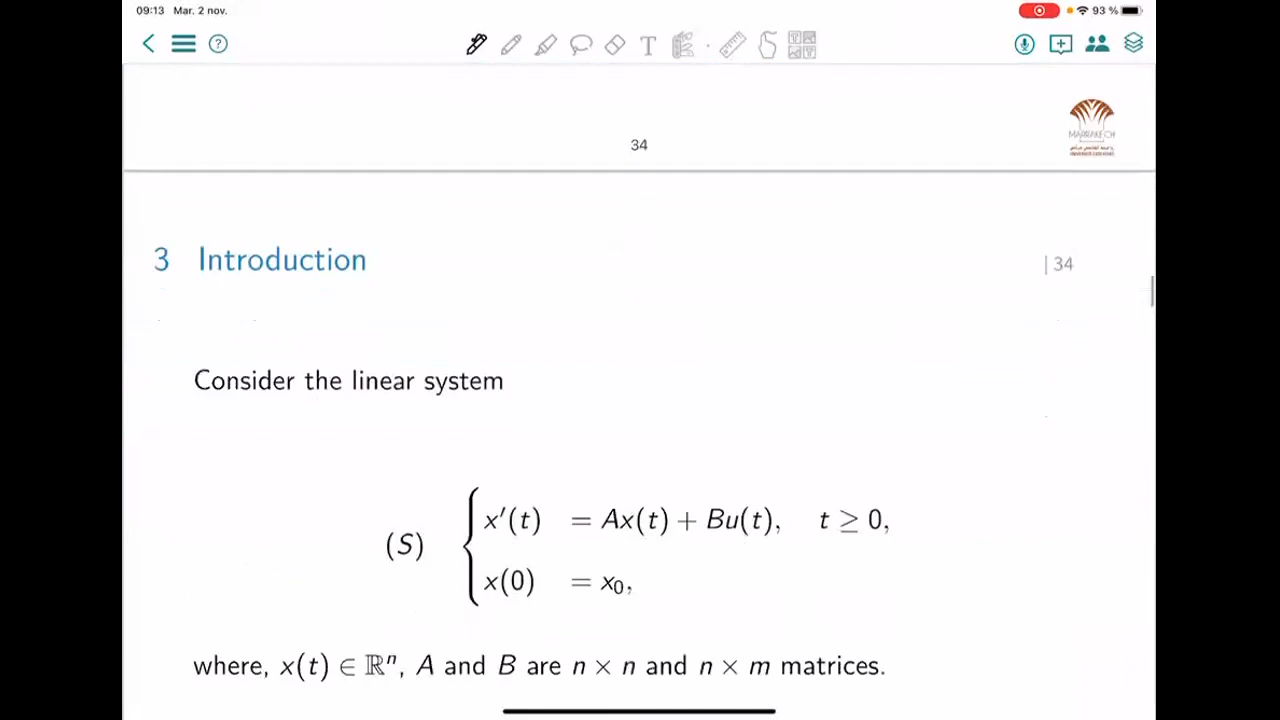 09:13 Mar. 2 nov.
93 %
T
34
MARRAKECH
3 Introduction
| 34
Consider the linear system
(S) { x′(t) = Ax(t) + Bu(t), t ≥ 0,
x(0) = x₀,
where, x(t) ∈ ℝⁿ, A and B are n × n and n × m matrices.